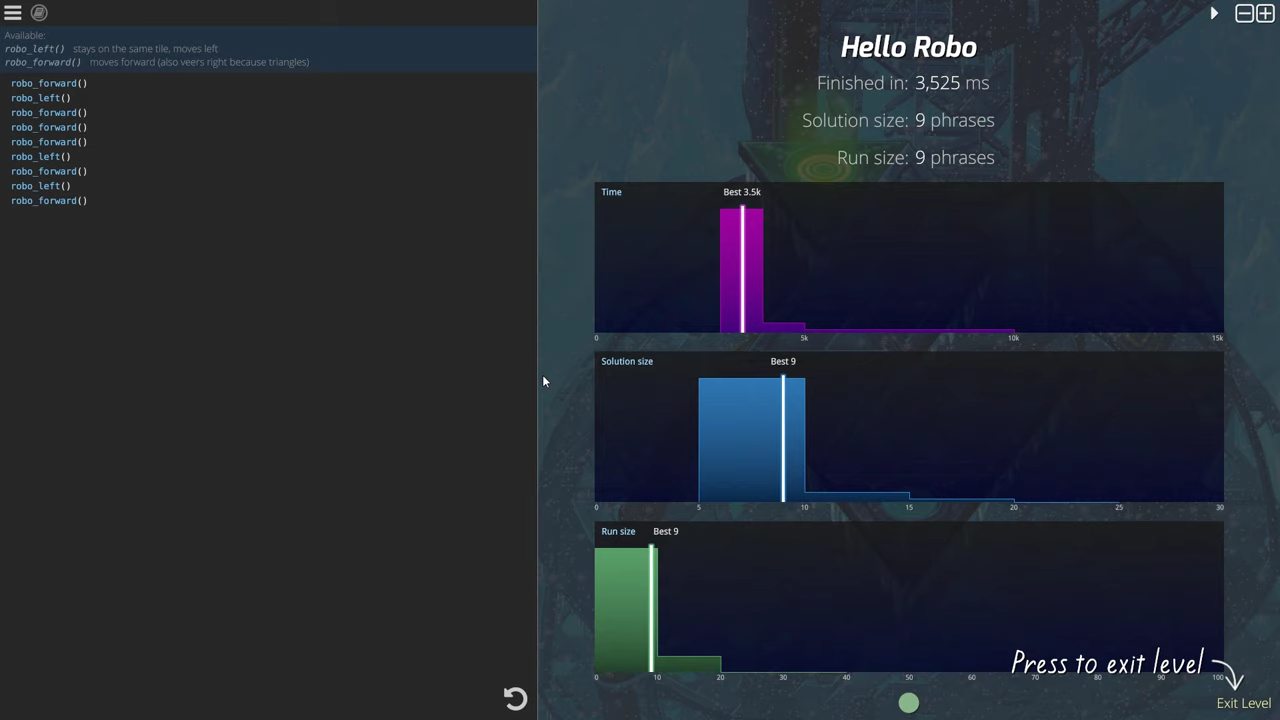 Available:
robo_left() stays on the same tile, moves left
robo_forward() moves forward (also veers right because triangles)
robo_forward()
robo_left()
robo_forward()
robo_forward()
robo_forward()
robo_left()
robo_forward()
robo_left()
robo_forward()
Hello Robo
Finished in: 3,525 ms
Solution size: 9 phrases
Run size: 9 phrases
Time
Best 3.5k
0 5k 10k 15k
Solution size
Best 9
0 5 10 15 20 25 30
Run size
Best 9
0 10 20 30 40 50 60 70 80 90 100
Press to exit level
Exit Level